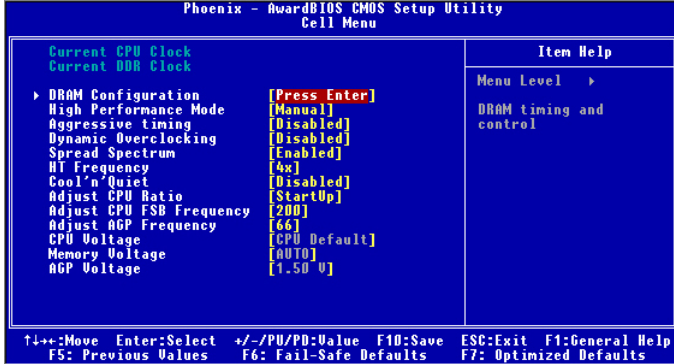 Phoenix - AwardBIOS CMOS Setup Utility
Cell Menu
Current CPU Clock
Current DDR Clock
DRAM Configuration [Press Enter]
High Performance Mode [Manual]
Aggressive timing [Disabled]
Dynamic Overclocking [Disabled]
Spread Spectrum [Enabled]
HT Frequency [4x]
Cool'n'Quiet [Disabled]
Adjust CPU Ratio [StartUp]
Adjust CPU FSB Frequency [200]
Adjust AGP Frequency [66]
CPU Voltage [CPU Default]
Memory Voltage [AUTO]
AGP Voltage [1.50 V]
Item Help
Menu Level ▸
DRAM timing and
control
↑↓→←:Move Enter:Select +/-/PU/PD:Value F10:Save ESC:Exit F1:General Help
F5: Previous Values F6: Fail-Safe Defaults F7: Optimized Defaults